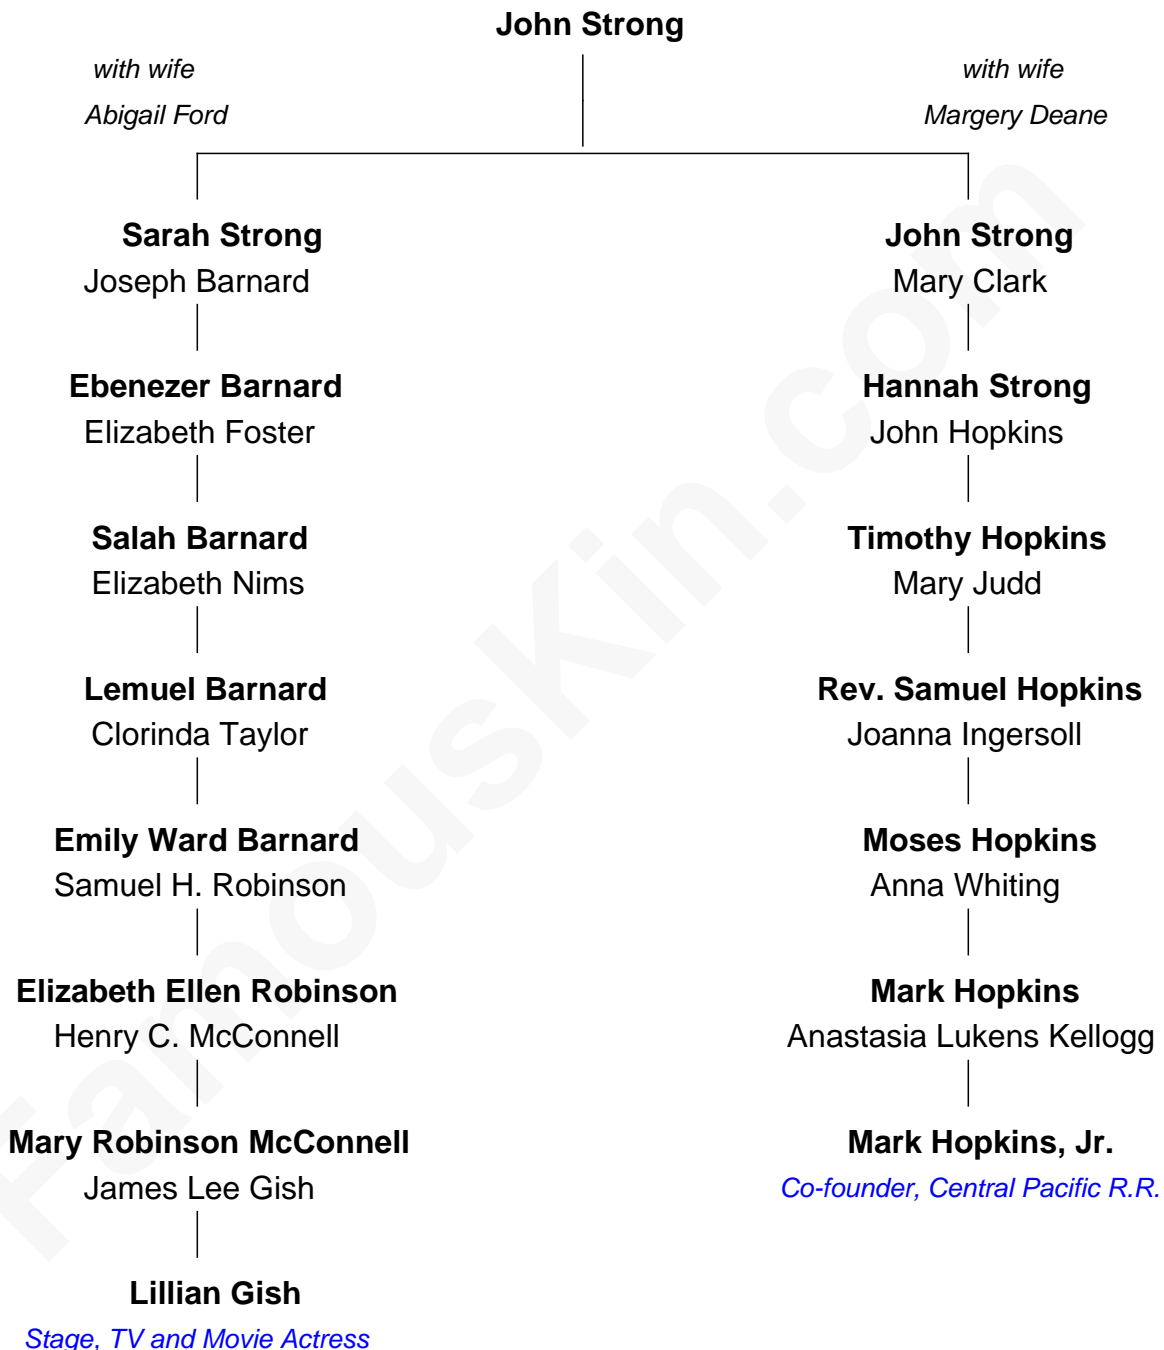 John Strong
with wife
Abigail Ford
with wife
Margery Deane
Sarah Strong
Joseph Barnard
John Strong
Mary Clark
Ebenezer Barnard
Elizabeth Foster
Hannah Strong
John Hopkins
Salah Barnard
Elizabeth Nims
Timothy Hopkins
Mary Judd
Lemuel Barnard
Clorinda Taylor
Rev. Samuel Hopkins
Joanna Ingersoll
Emily Ward Barnard
Samuel H. Robinson
Moses Hopkins
Anna Whiting
Elizabeth Ellen Robinson
Henry C. McConnell
Mark Hopkins
Anastasia Lukens Kellogg
Mary Robinson McConnell
James Lee Gish
Mark Hopkins, Jr.
Co-founder, Central Pacific R.R.
Lillian Gish
Stage, TV and Movie Actress
FamousKin.com